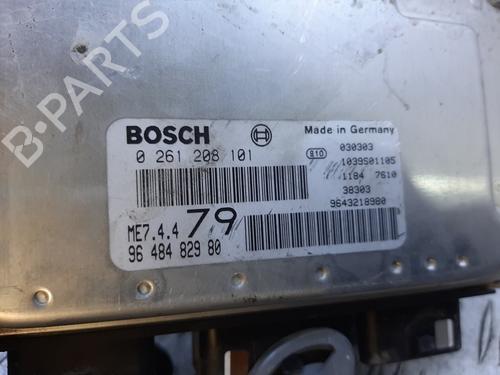 B-PARTS
BOSCH
Made in Germany
0 261 208 101
S10
030303
1039S01105
1184 7610
38303
9643218980
ME7.4.4 79
96 484 829 80